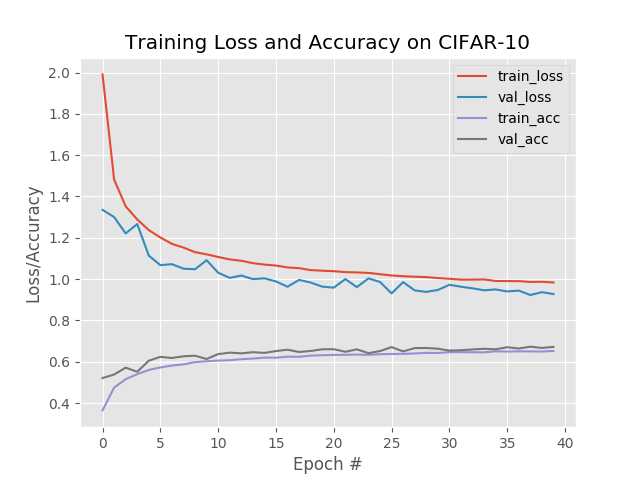 Training Loss and Accuracy on CIFAR-10
train_loss
val_loss
train_acc
val_acc
Loss/Accuracy
2.0
1.8
1.6
1.4
1.2
1.0
0.8
0.6
0.4
0
5
10
15
20
25
30
35
40
Epoch #